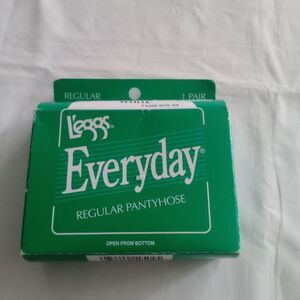 REGULAR 1 PAIR
WHITE
L'eggs®
Everyday®
REGULAR PANTYHOSE
OPEN FROM BOTTOM